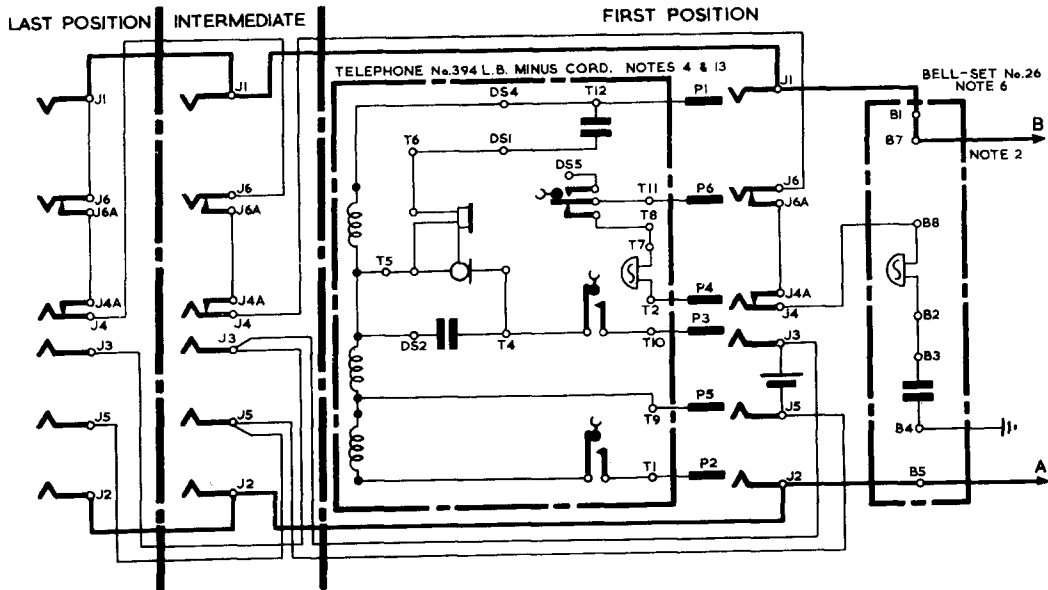 LAST POSITION
INTERMEDIATE
FIRST POSITION
TELEPHONE No.394 L.B. MINUS CORD. NOTES 4 & 13
BELL-SET No.26
NOTE 6
J1
J1
DS4
T12
P1
J1
B1
B
B7
NOTE 2
T6
DS1
DS5
J6
J6A
J6
J6A
T11
P6
J6
J6A
T8
T7
B8
T5
J4A
J4
J4A
J4
T2
P4
J4A
J4
P3
B2
J3
J3
DS2
T4
T10
J3
B3
P5
J5
J5
T9
J5
B4
T1
P2
A
J2
J2
J2
B5